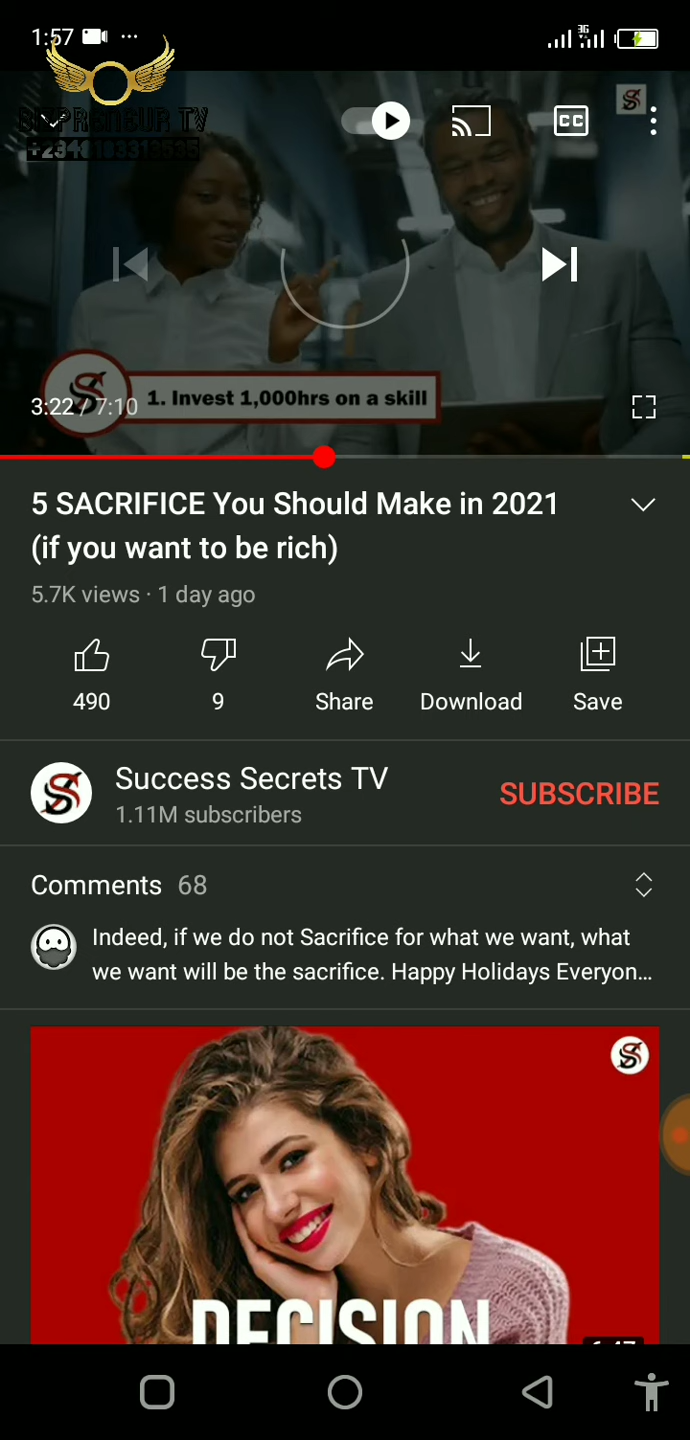 1:57
3G
CC
1. Invest 1,000hrs on a skill
3:22 / 7:10
5 SACRIFICE You Should Make in 2021
(if you want to be rich)
5.7K views · 1 day ago
490
9
Share
Download
Save
Success Secrets TV
1.11M subscribers
SUBSCRIBE
Comments 68
Indeed, if we do not Sacrifice for what we want, what
we want will be the sacrifice. Happy Holidays Everyon...
DECISION